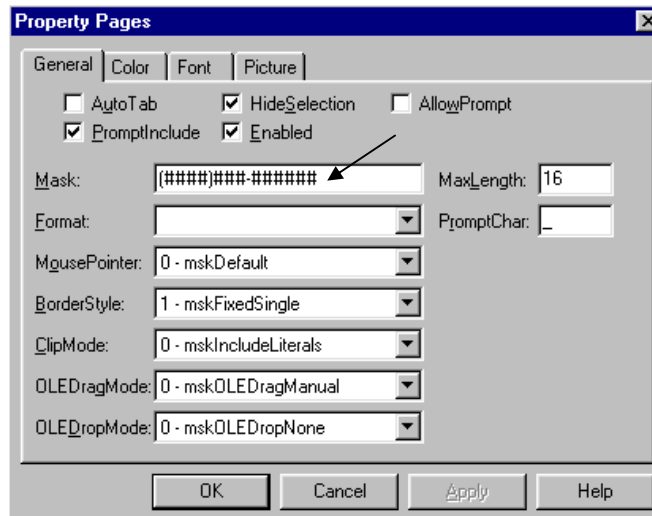 Property Pages
General Color Font Picture
AutoTab HideSelection AllowPrompt
PromptInclude Enabled
Mask: (####)###-###### MaxLength: 16
Format: PromptChar: _
MousePointer: 0 - mskDefault
BorderStyle: 1 - mskFixedSingle
ClipMode: 0 - mskIncludeLiterals
OLEDragMode: 0 - mskOLEDragManual
OLEDropMode: 0 - mskOLEDropNone
OK Cancel Apply Help